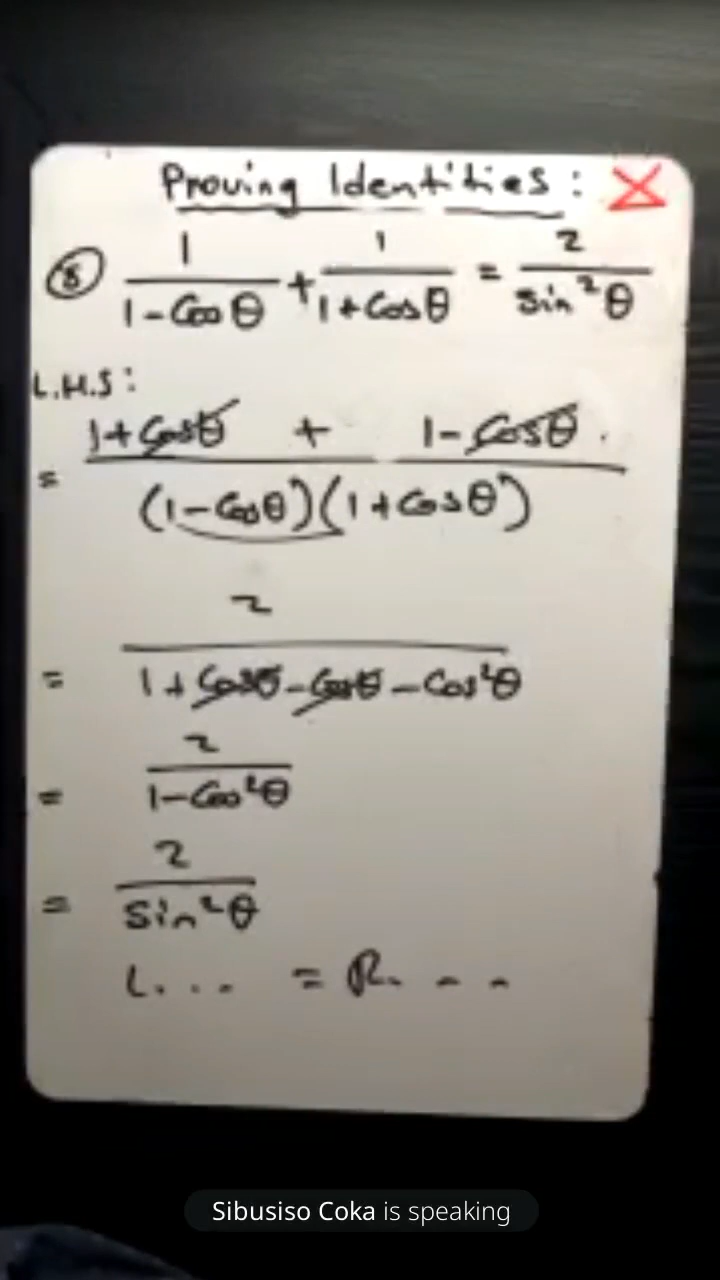 Proving Identities : X
⑧ 1/(1-Cosθ) + 1/(1+Cosθ) = 2/Sin²θ
L.H.S :
= (1+Cosθ + 1-Cosθ)/((1-Cosθ)(1+Cosθ))
= 2/(1+Cosθ-Cosθ-Cos²θ)
= 2/(1-Cos²θ)
= 2/Sin²θ
L... = R...
Sibusiso Coka is speaking